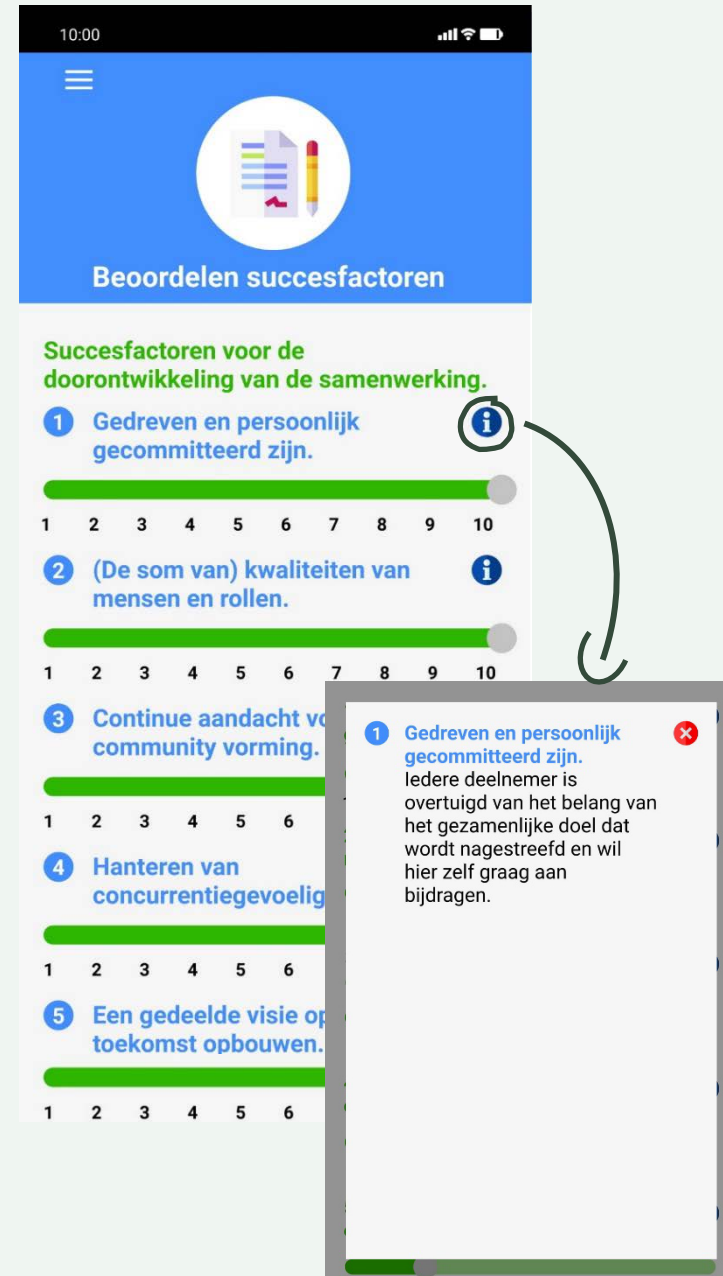 10:00
Beoordelen succesfactoren
Succesfactoren voor de
doorontwikkeling van de samenwerking.
1 Gedreven en persoonlijk
gecommitteerd zijn.
1 2 3 4 5 6 7 8 9 10
2 (De som van) kwaliteiten van
mensen en rollen.
1 2 3 4 5 6 7 8 9 10
3 Continue aandacht
community vorming.
1 2 3 4 5 6
4 Hanteren van
1 2 3 4 5 6
5 Een gedeelde visie
toekomst opbouwen.
1 2 3 4 5 6
1 Gedreven en persoonlijk
gecommitteerd zijn.
Iedere deelnemer is
overtuigd van het belang van
het gezamenlijke doel dat
wordt nagestreefd en wil
hier zelf graag aan
bijdragen.